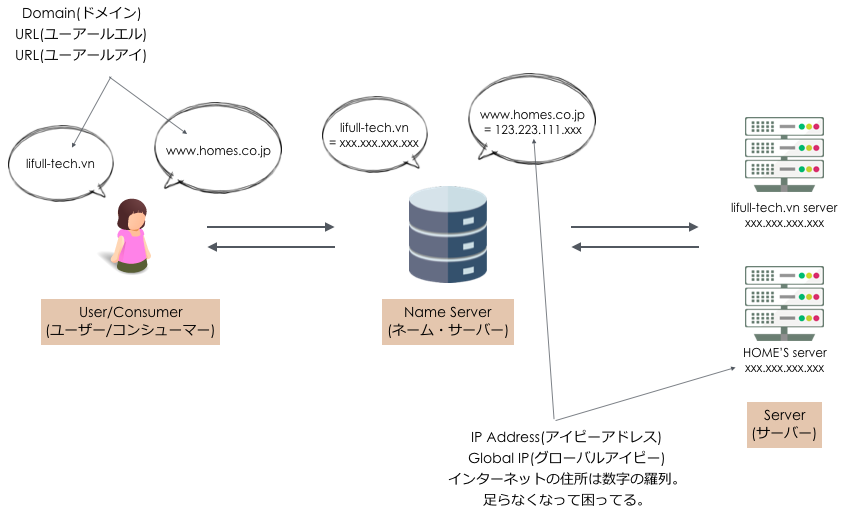 Domain(ドメイン)
URL(ユーアールエル)
URL(ユーアールアイ)
lifull-tech.vn
www.homes.co.jp
lifull-tech.vn
= xxx.xxx.xxx.xxx
www.homes.co.jp
= 123.223.111.xxx
lifull-tech.vn server
xxx.xxx.xxx.xxx
User/Consumer
(ユーザー/コンシューマー)
Name Server
(ネーム・サーバー)
HOME'S server
xxx.xxx.xxx.xxx
Server
(サーバー)
IP Address(アイピーアドレス)
Global IP(グローバルアイピー)
インターネットの住所は数字の羅列。
足らなくなって困ってる。